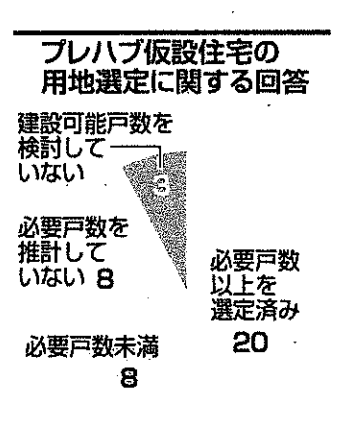 プレハブ仮設住宅の
用地選定に関する回答
建設可能戸数を
検討して
いない
3
必要戸数を
推計して
いない 8
必要戸数
以上を
選定済み
20
必要戸数未満
8